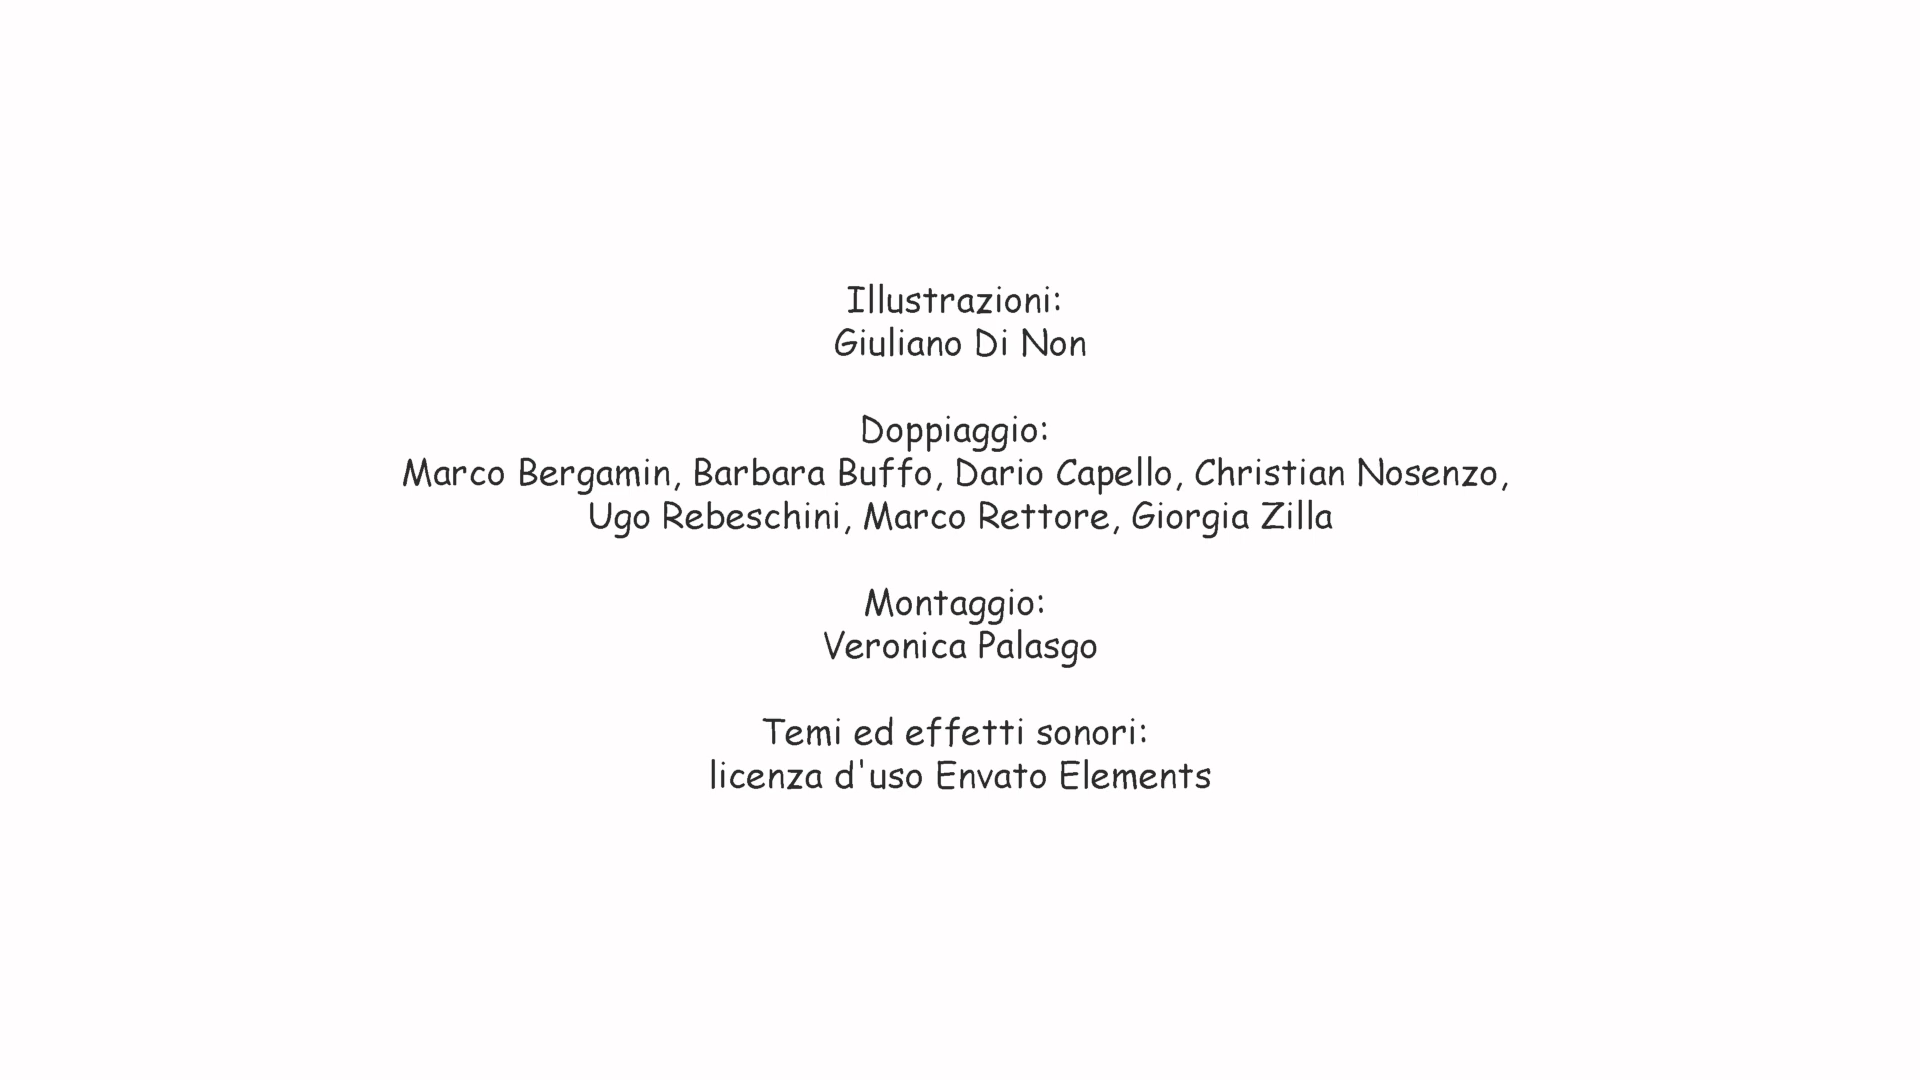 Illustrazioni:
Giuliano Di Non
Doppiaggio:
Marco Bergamin, Barbara Buffo, Dario Capello, Christian Nosenzo,
Ugo Rebeschini, Marco Rettore, Giorgia Zilla
Montaggio:
Veronica Palasgo
Temi ed effetti sonori:
licenza d'uso Envato Elements